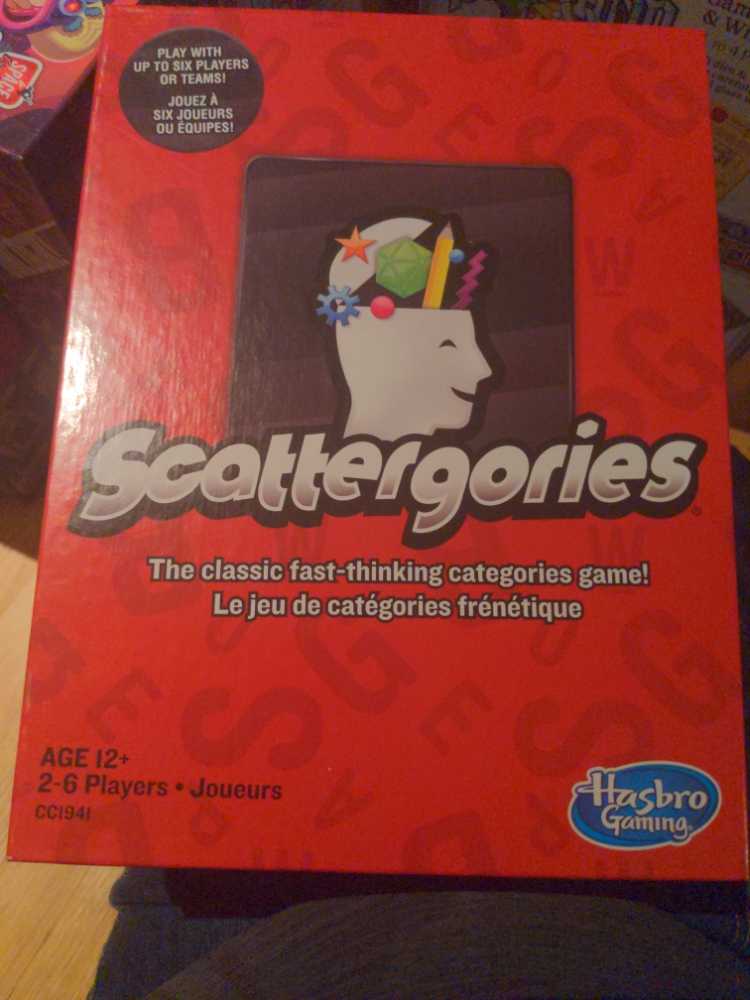 PLAY WITH
UP TO SIX PLAYERS
OR TEAMS!
JOUEZ À
SIX JOUEURS
OU ÉQUIPES!
SPACE
Scattergories
The classic fast-thinking categories game!
Le jeu de catégories frénétique
AGE 12+
2-6 Players • Joueurs
CC1941
Hasbro
Gaming